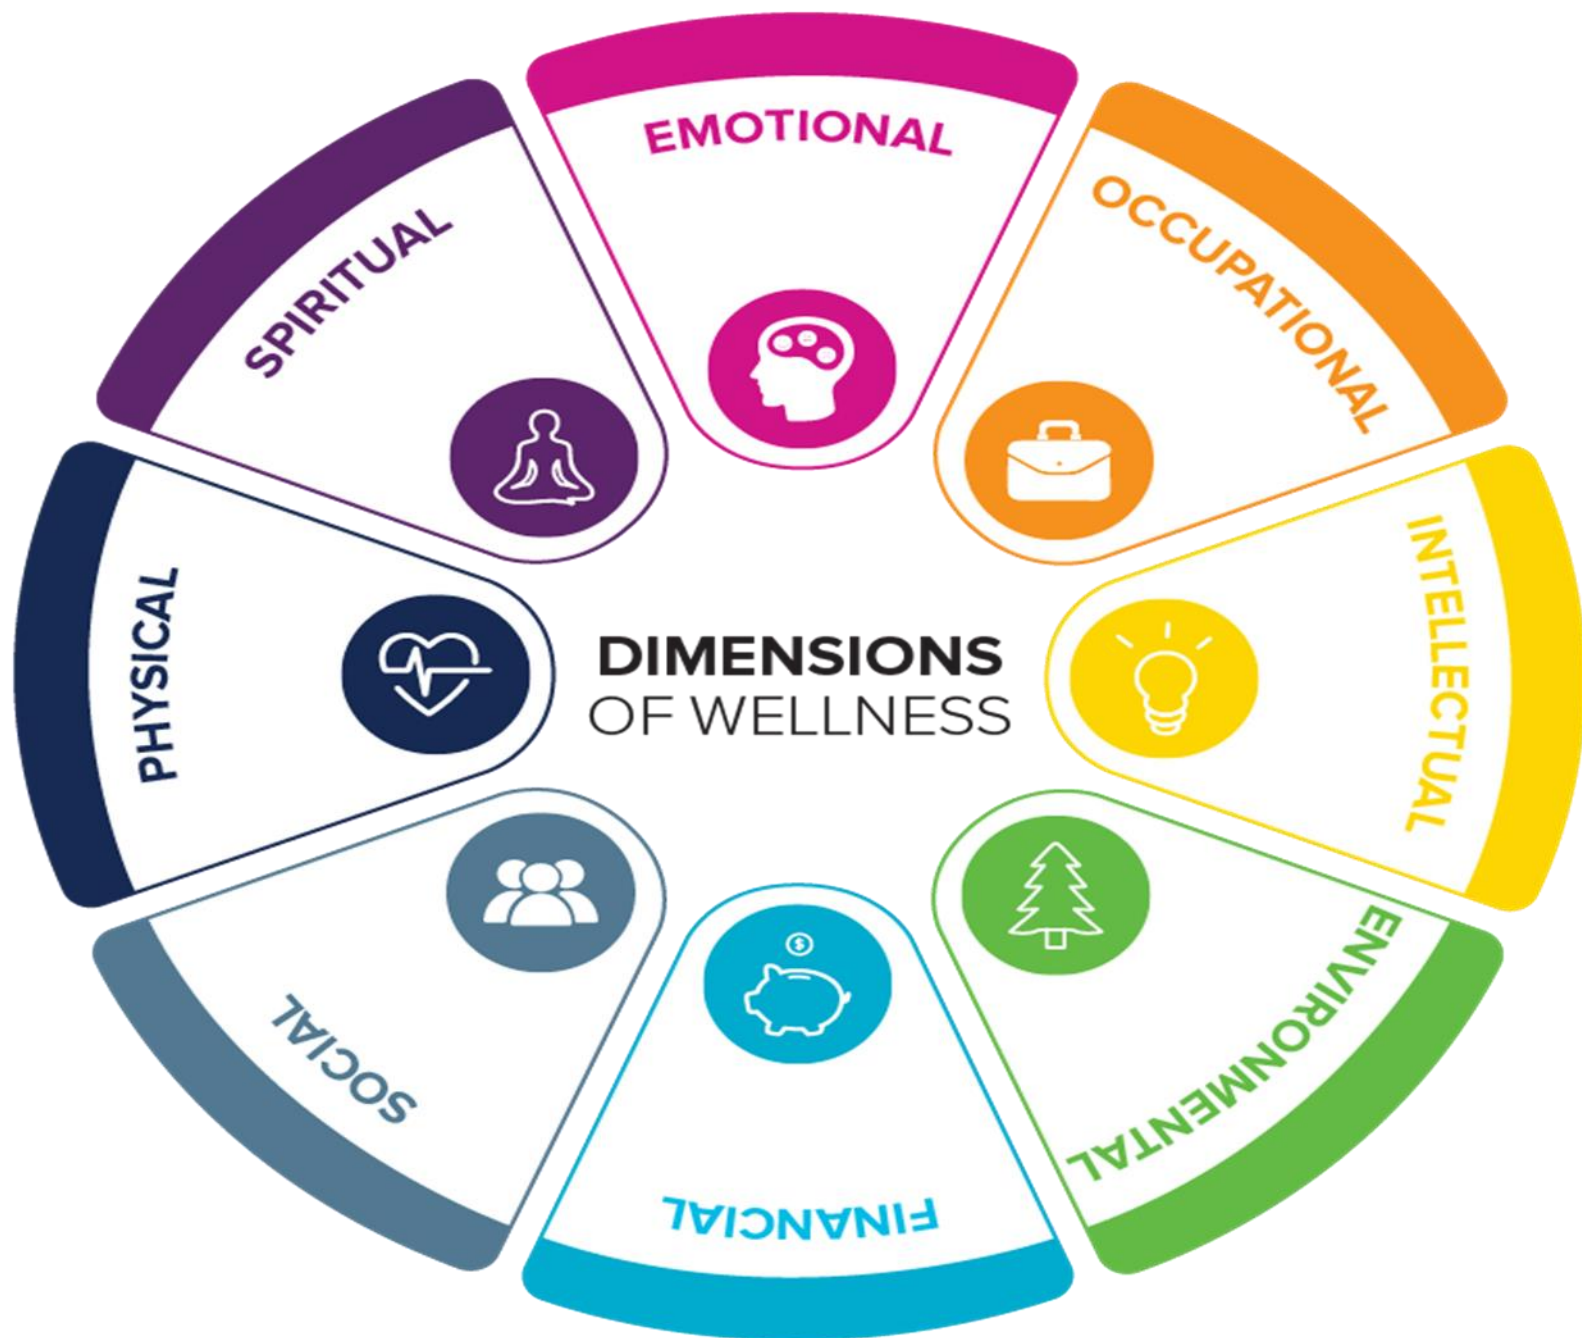 EMOTIONAL
OCCUPATIONAL
INTELLECTUAL
ENVIRONMENTAL
FINANCIAL
SOCIAL
PHYSICAL
SPIRITUAL
DIMENSIONS
OF WELLNESS
$